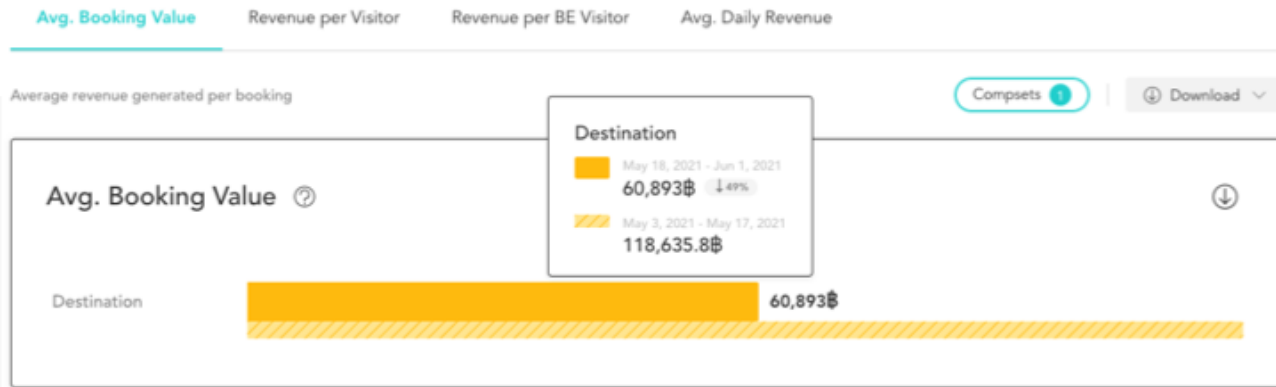 Avg. Booking Value Revenue per Visitor Revenue per BE Visitor Avg. Daily Revenue
Average revenue generated per booking
Compsets 1
Download
Destination
May 18, 2021 - Jun 1, 2021
60,893฿ ↓49%
May 3, 2021 - May 17, 2021
118,635.8฿
Avg. Booking Value ?
Destination
60,893฿